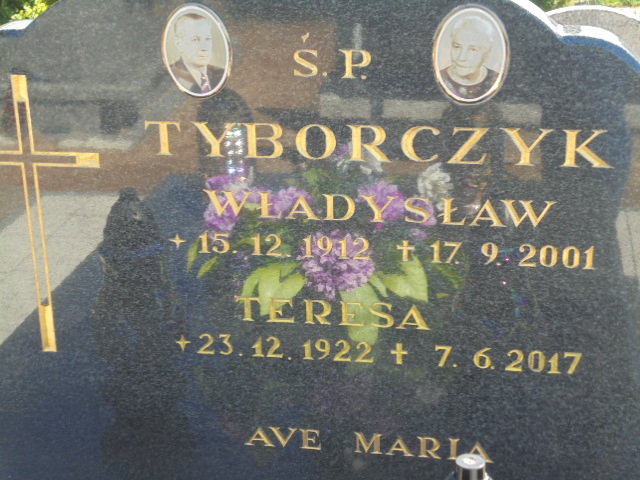 Ś.P.
TYBORCZYK
WŁADYSŁAW
✦ 15.12.1912 ✝ 17.9.2001
TERESA
✦ 23.12.1922 ✝ 7.6.2017
AVE MARIA